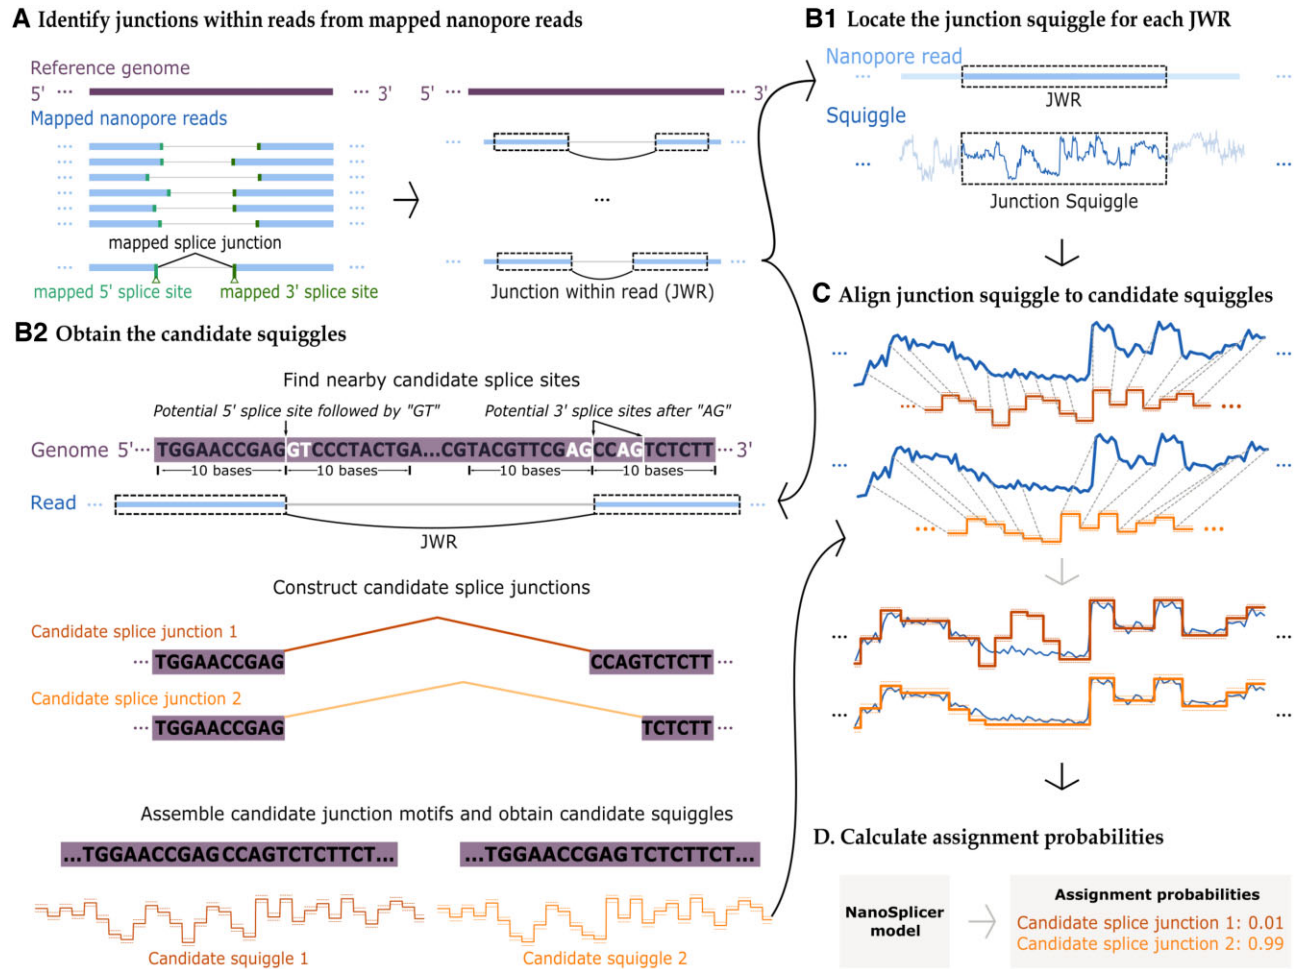 A Identify junctions within reads from mapped nanopore reads
Reference genome
5' ... ... 3' 5' ... ... 3'
Mapped nanopore reads
mapped splice junction
mapped 5' splice site mapped 3' splice site
...
Junction within read (JWR)
B1 Locate the junction squiggle for each JWR
Nanopore read
JWR
Squiggle
Junction Squiggle
B2 Obtain the candidate squiggles
Find nearby candidate splice sites
Potential 5' splice site followed by "GT" Potential 3' splice sites after "AG"
Genome 5'... TGGAACCGAGGTCCCTACTGA...CGTACGTTCGAGCCAGTCTCTT ...3'
10 bases 10 bases 10 bases 10 bases
Read
JWR
Construct candidate splice junctions
Candidate splice junction 1
... TGGAACCGAG CCAGTCTCTT ...
Candidate splice junction 2
... TGGAACCGAG TCTCTT ...
Assemble candidate junction motifs and obtain candidate squiggles
...TGGAACCGAGCCAGTCTCTTCT... ...TGGAACCGAGTCTCTTCT...
Candidate squiggle 1 Candidate squiggle 2
C Align junction squiggle to candidate squiggles
D. Calculate assignment probabilities
NanoSplicer
model
Assignment probabilities
Candidate splice junction 1: 0.01
Candidate splice junction 2: 0.99